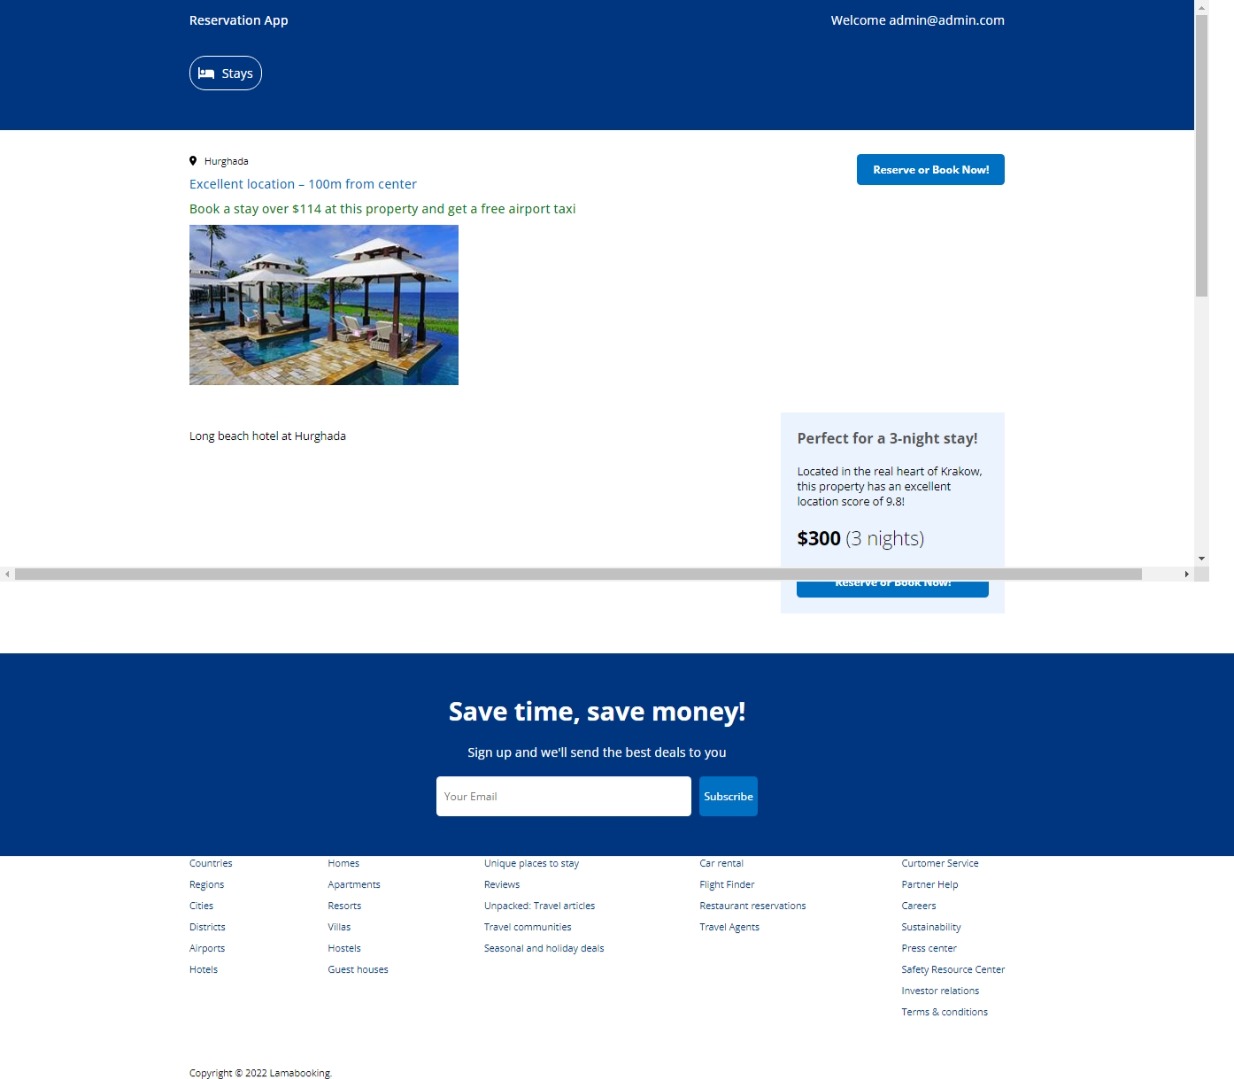 Reservation App
Welcome admin@admin.com
Stays
Hurghada
Reserve or Book Now!
Excellent location – 100m from center
Book a stay over $114 at this property and get a free airport taxi
Long beach hotel at Hurghada
Perfect for a 3-night stay!
Located in the real heart of Krakow,
this property has an excellent
location score of 9.8!
$300 (3 nights)
Reserve or Book Now!
Save time, save money!
Sign up and we'll send the best deals to you
Your Email
Subscribe
Countries
Regions
Cities
Districts
Airports
Hotels
Homes
Apartments
Resorts
Villas
Hostels
Guest houses
Unique places to stay
Reviews
Unpacked: Travel articles
Travel communities
Seasonal and holiday deals
Car rental
Flight Finder
Restaurant reservations
Travel Agents
Curtomer Service
Partner Help
Careers
Sustainability
Press center
Safety Resource Center
Investor relations
Terms & conditions
Copyright © 2022 Lamabooking.